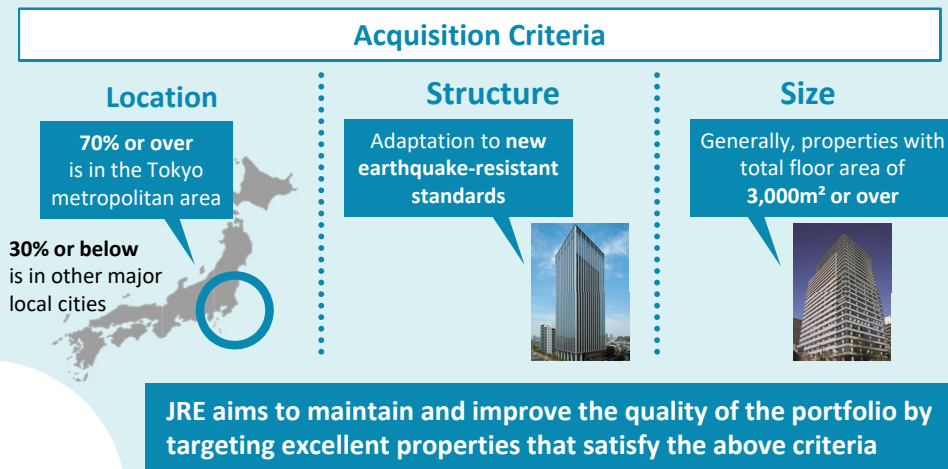 Acquisition Criteria
Location
70% or over
is in the Tokyo
metropolitan area
30% or below
is in other major
local cities
Structure
Adaptation to new
earthquake-resistant
standards
Size
Generally, properties with
total floor area of
3,000m² or over
JRE aims to maintain and improve the quality of the portfolio by
targeting excellent properties that satisfy the above criteria